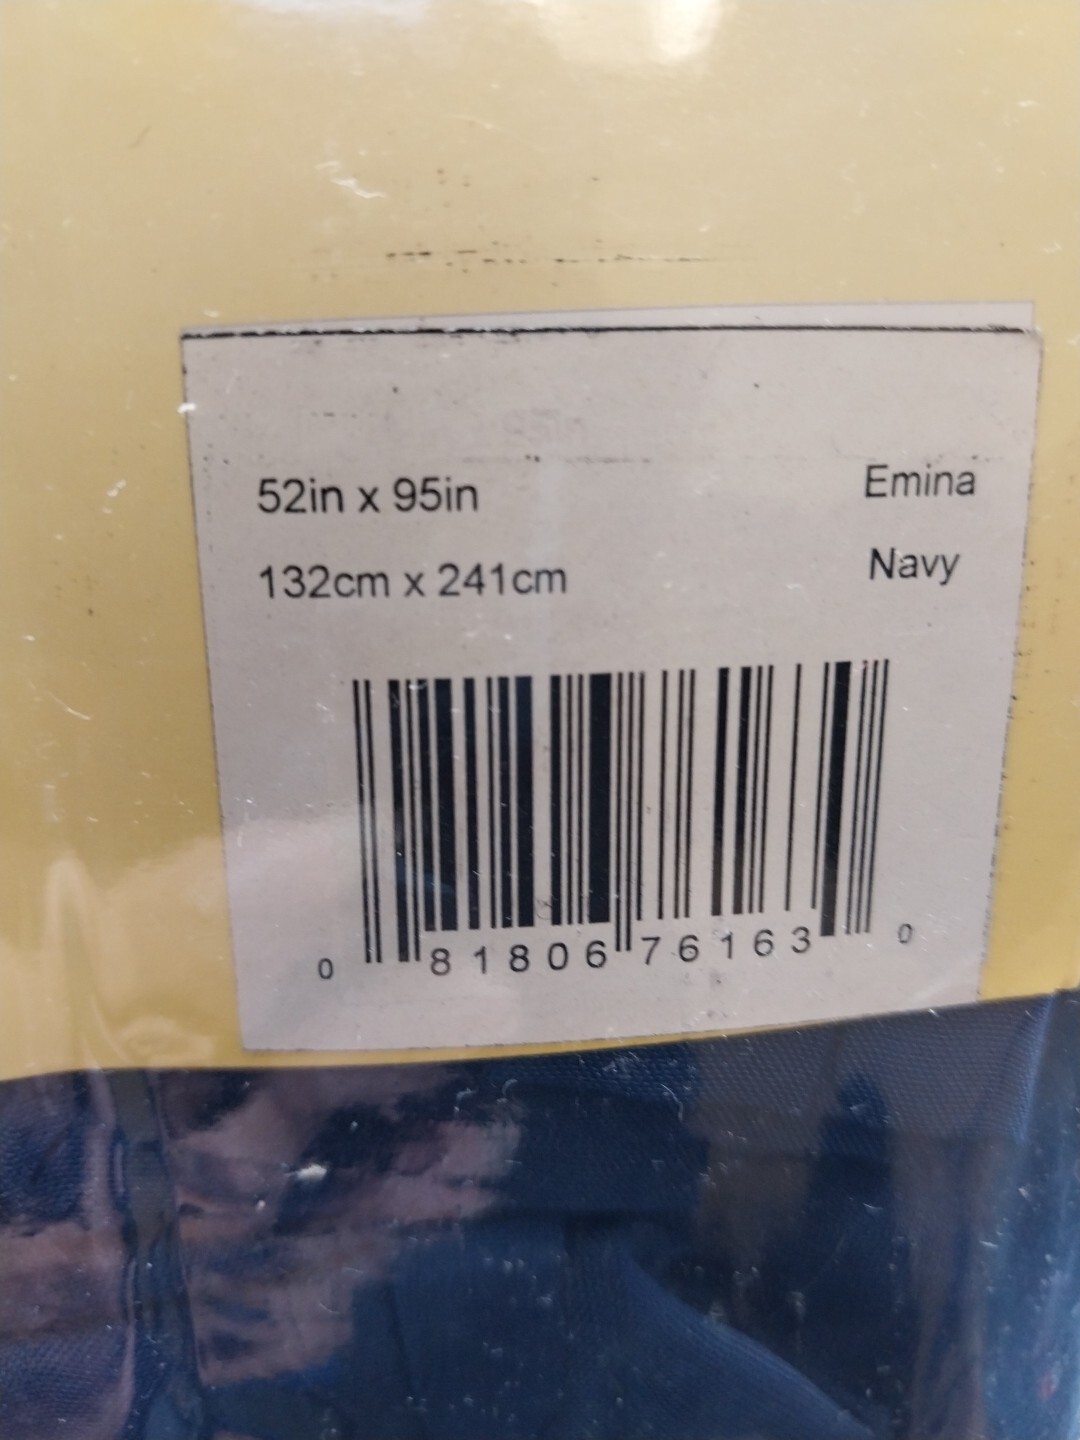 52in x 95in Emina
132cm x 241cm Navy
0 81806 76163 0